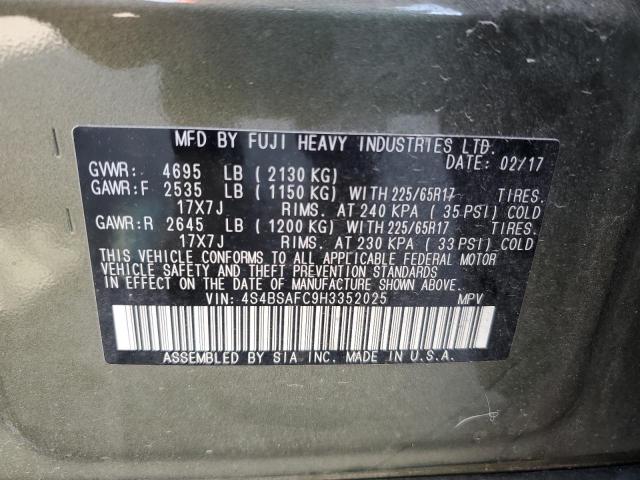 MFD BY FUJI HEAVY INDUSTRIES LTD.
DATE: 02/17
GVWR: 4695 LB ( 2130 KG)
GAWR:F 2535 LB ( 1150 KG) WITH 225/65R17 TIRES.
17X7J RIMS. AT 240 KPA ( 35 PSI) COLD
GAWR:R 2645 LB ( 1200 KG) WITH 225/65R17 TIRES.
17X7J RIMS. AT 230 KPA ( 33 PSI) COLD
THIS VEHICLE CONFORMS TO ALL APPLICABLE FEDERAL MOTOR
VEHICLE SAFETY AND THEFT PREVENTION STANDARDS
IN EFFECT ON THE DATE OF MANUFACTURE SHOWN ABOVE.
VIN: 4S4BSAFC9H3352025 MPV
ASSEMBLED BY SIA INC. MADE IN U.S.A.